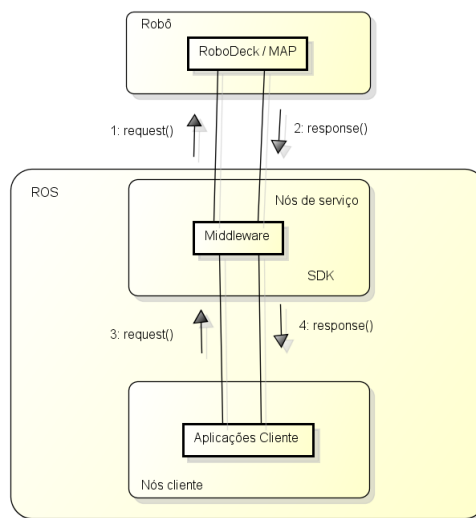 Robô
RoboDeck / MAP
1: request()
2: response()
ROS
Nós de serviço
Middleware
SDK
3: request()
4: response()
Aplicações Cliente
Nós cliente